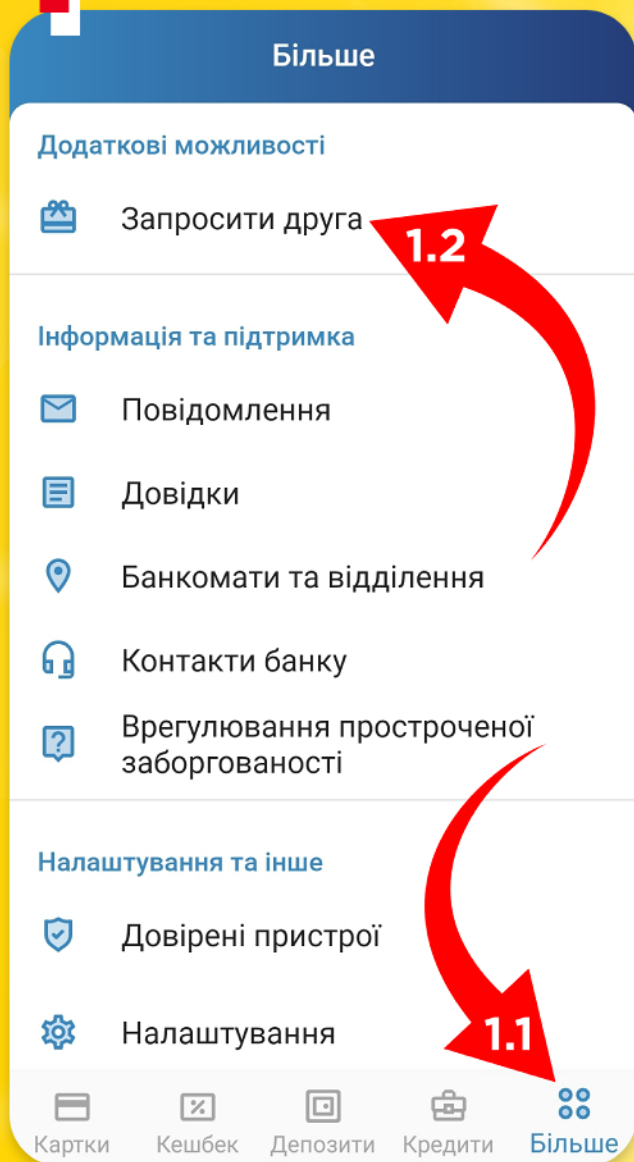 Більше
Додаткові можливості
Запросити друга
1.2
Інформація та підтримка
Повідомлення
Довідки
Банкомати та відділення
Контакти банку
Врегулювання простроченої
заборгованості
Налаштування та інше
Довірені пристрої
Налаштування
1.1
Картки
Кешбек
Депозити
Кредити
Більше